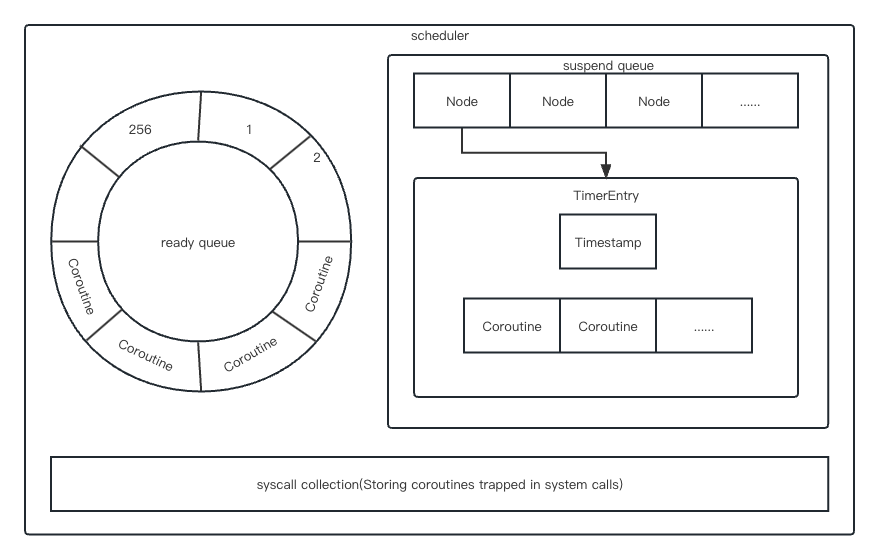 scheduler
suspend queue
Node
Node
Node
......
256
1
2
ready queue
Coroutine
Coroutine
Coroutine
Coroutine
TimerEntry
Timestamp
Coroutine
Coroutine
......
syscall collection(Storing coroutines trapped in system calls)